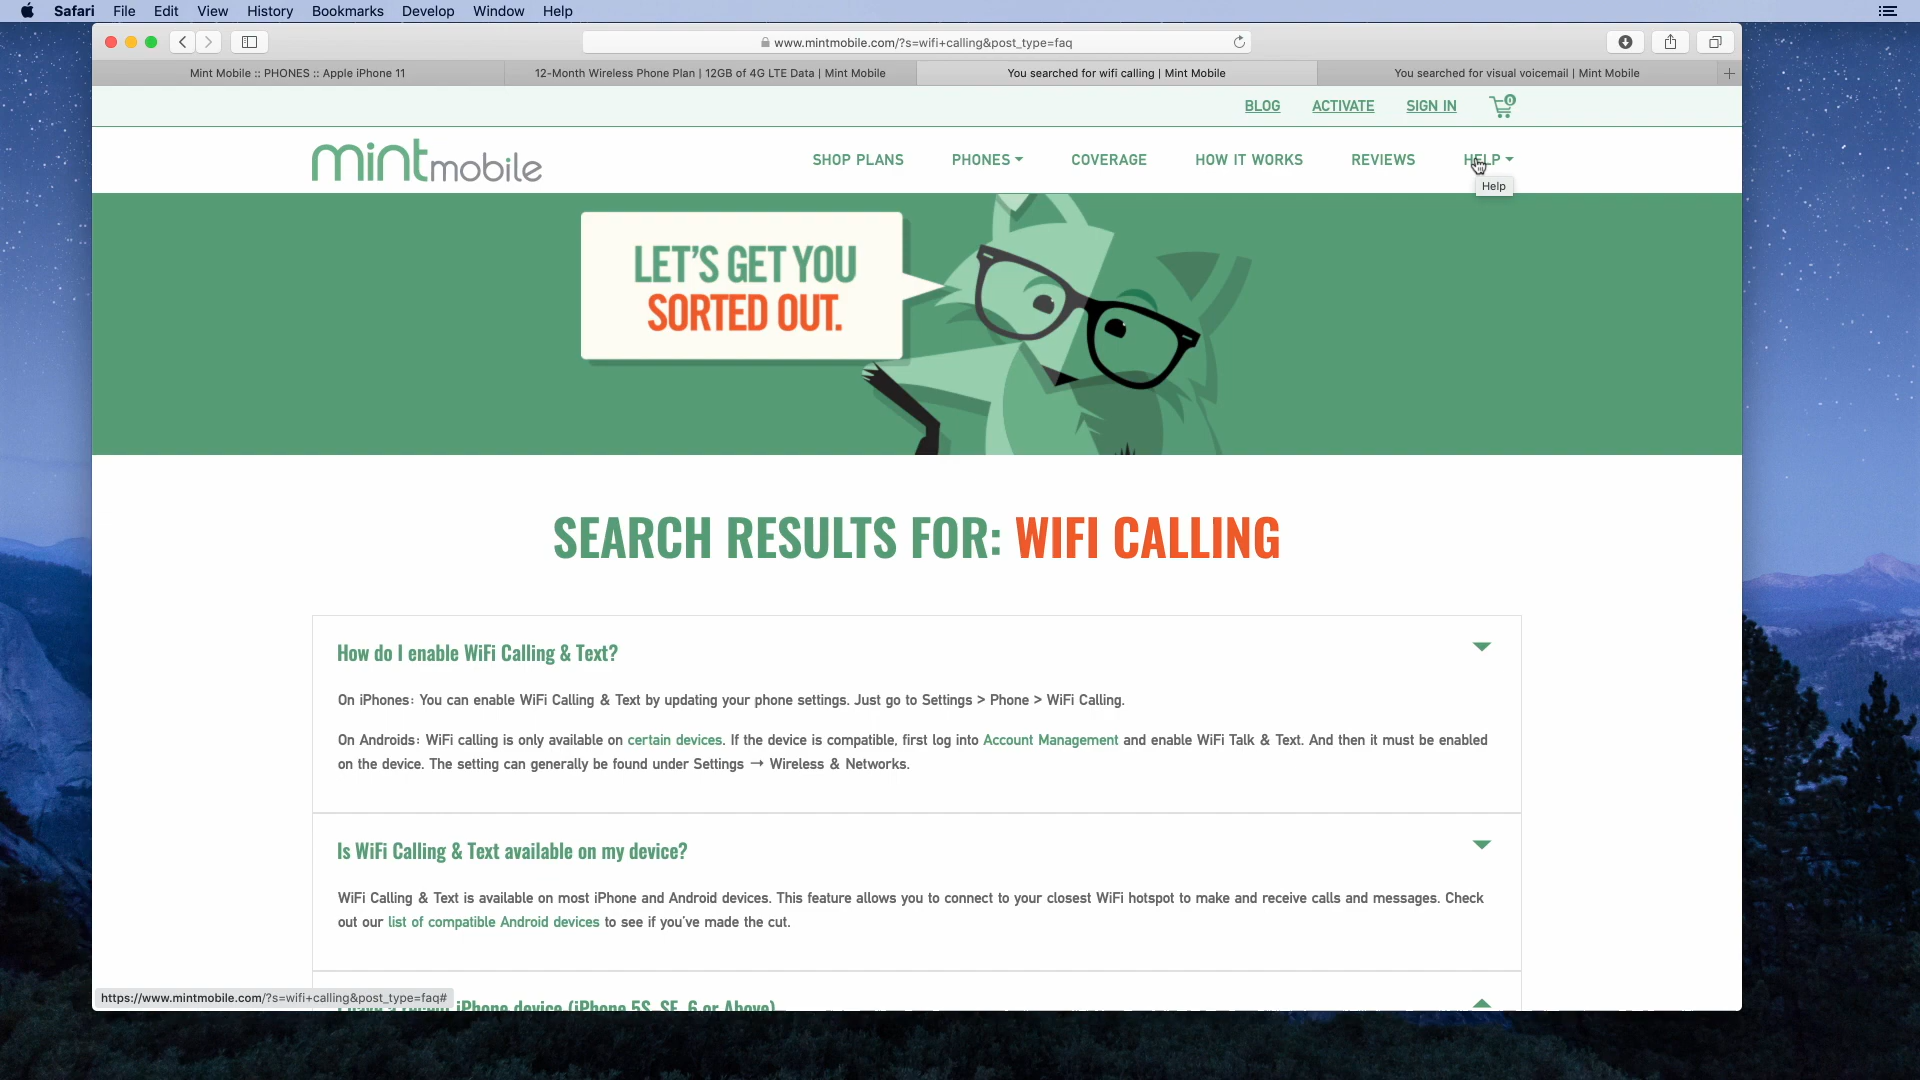 Safari File Edit View History Bookmarks Develop Window Help
www.mintmobile.com/?s=wifi+calling&post_type=faq
Mint Mobile :: PHONES :: Apple iPhone 11
12-Month Wireless Phone Plan | 12GB of 4G LTE Data | Mint Mobile
You searched for wifi calling | Mint Mobile
You searched for visual voicemail | Mint Mobile
BLOG ACTIVATE SIGN IN 0
mintmobile
SHOP PLANS PHONES COVERAGE HOW IT WORKS REVIEWS HELP
Help
LET'S GET YOU
SORTED OUT.
SEARCH RESULTS FOR: WIFI CALLING
How do I enable WiFi Calling & Text?
On iPhones: You can enable WiFi Calling & Text by updating your phone settings. Just go to Settings > Phone > WiFi Calling.
On Androids: WiFi calling is only available on certain devices. If the device is compatible, first log into Account Management and enable WiFi Talk & Text. And then it must be enabled
on the device. The setting can generally be found under Settings → Wireless & Networks.
Is WiFi Calling & Text available on my device?
WiFi Calling & Text is available on most iPhone and Android devices. This feature allows you to connect to your closest WiFi hotspot to make and receive calls and messages. Check
out our list of compatible Android devices to see if you've made the cut.
https://www.mintmobile.com/?s=wifi+calling&post_type=faq#
iPhone device (iPhone 5S, SE, 6 or Above)